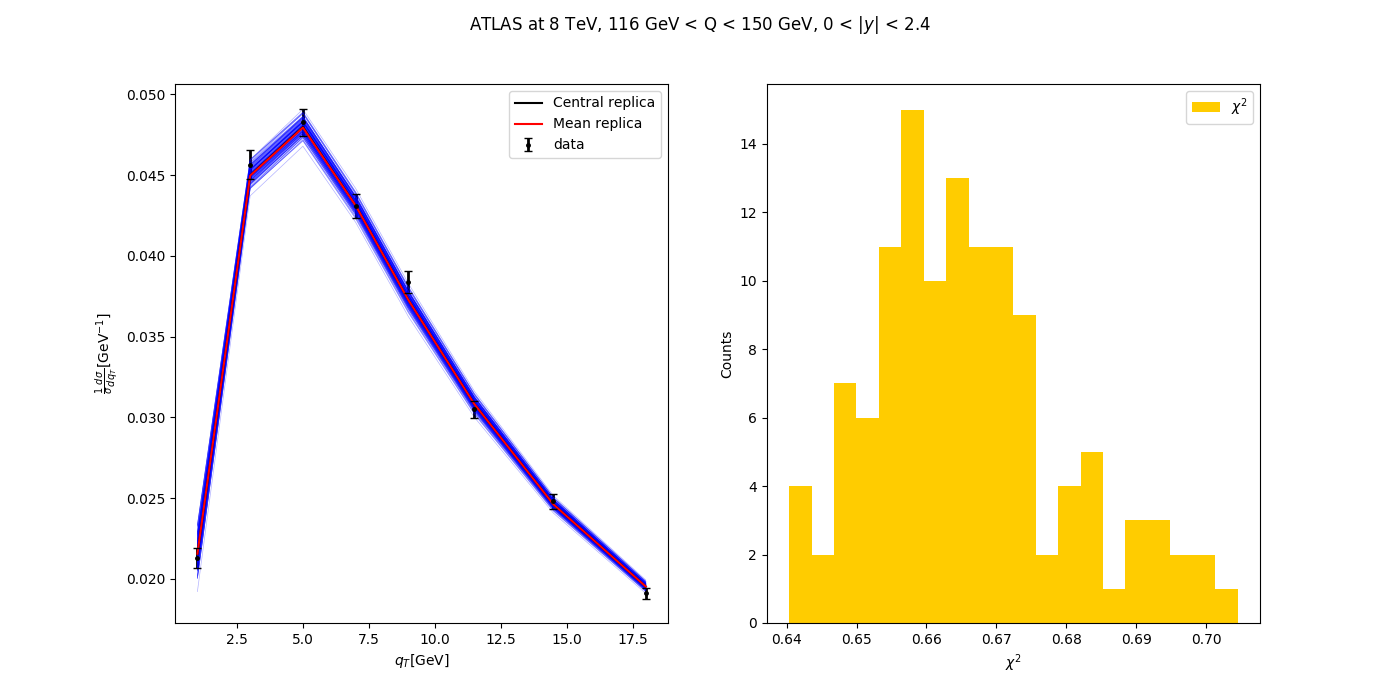 ATLAS at 8 TeV, 116 GeV < Q < 150 GeV, 0 < |y| < 2.4
0.050
0.045
0.040
0.035
0.030
0.025
0.020
1/σ dσ/dq_T [GeV⁻¹]
2.5 5.0 7.5 10.0 12.5 15.0 17.5
q_T[GeV]
Central replica
Mean replica
data
14
12
10
8
6
4
2
0
Counts
0.64 0.65 0.66 0.67 0.68 0.69 0.70
χ²
χ²